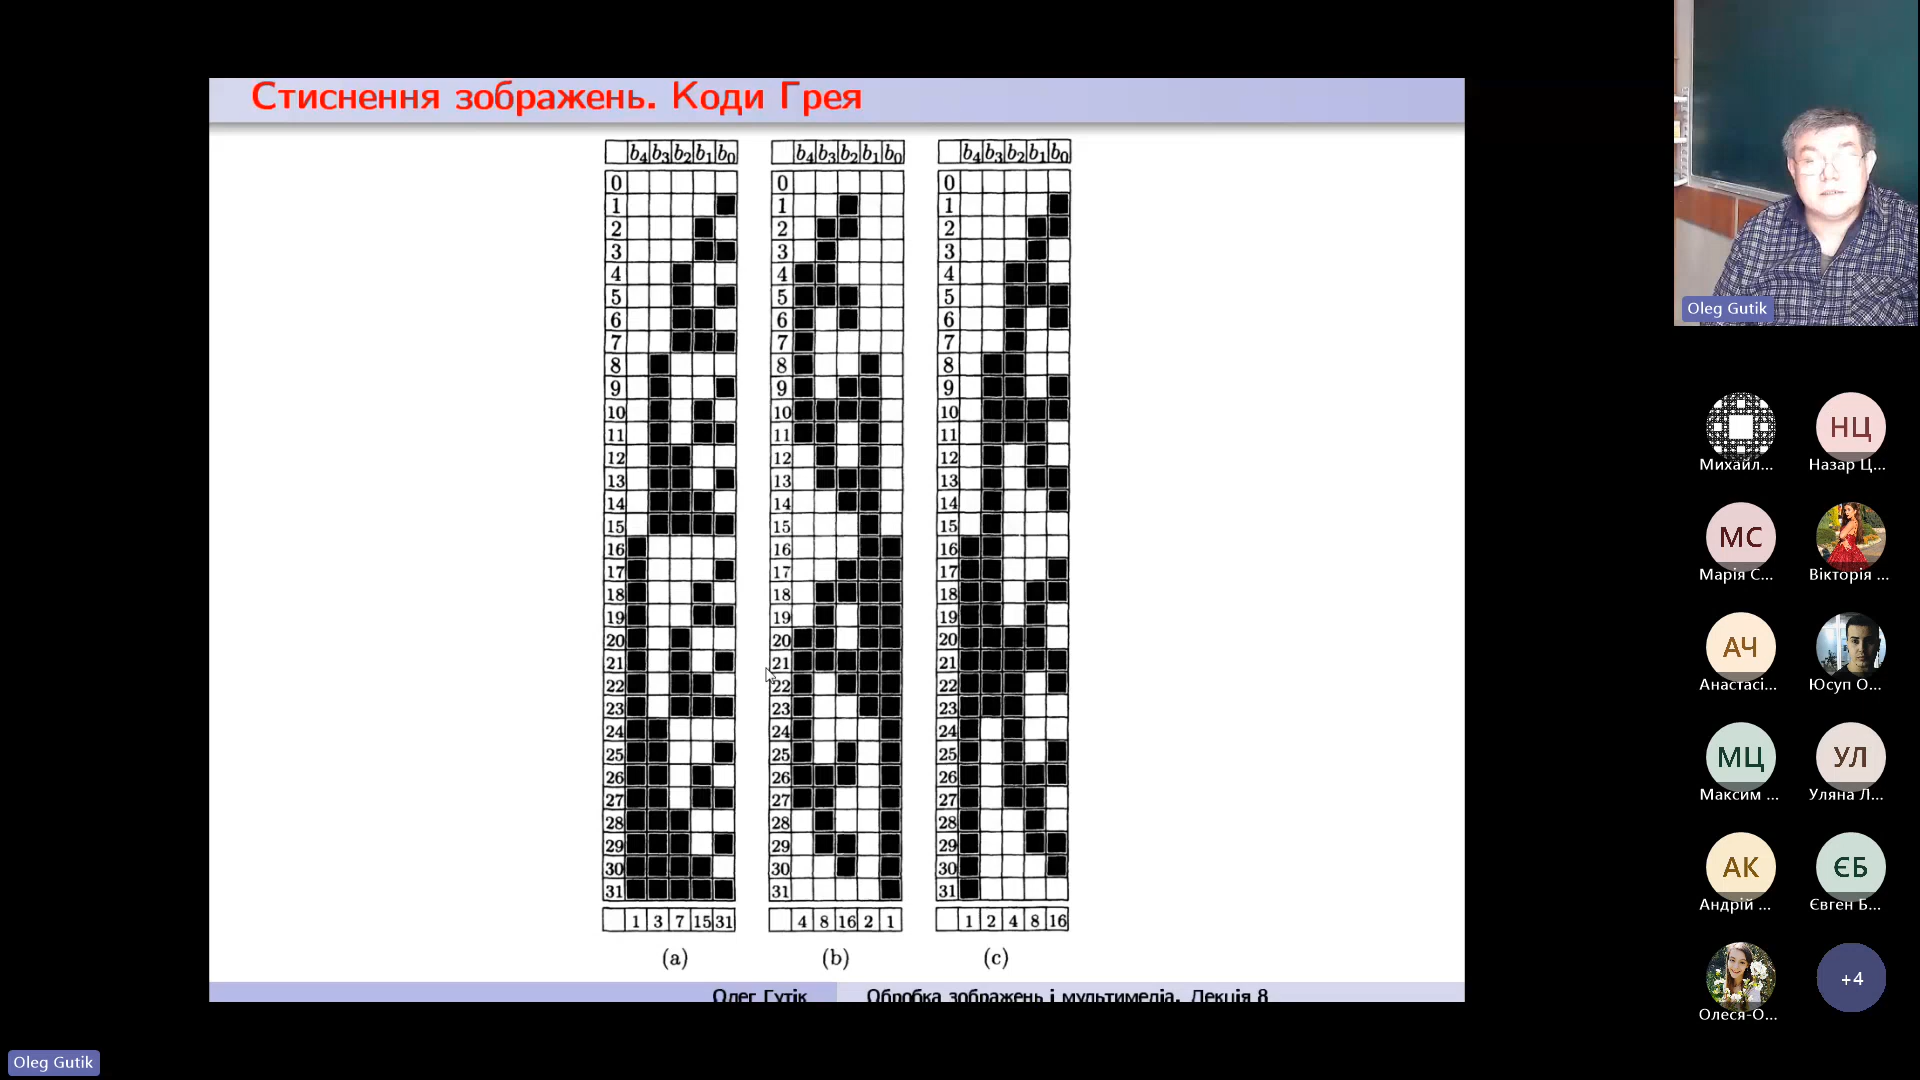 Стиснення зображень. Коди Грея
b4 b3 b2 b1 b0 b4 b3 b2 b1 b0 b4 b3 b2 b1 b0
0 0 0
1 1 1
2 2 2
3 3 3
4 4 4
5 5 5
6 6 6
7 7 7
8 8 8
9 9 9
10 10 10
11 11 11
12 12 12
13 13 13
14 14 14
15 15 15
16 16 16
17 17 17
18 18 18
19 19 19
20 20 20
21 21 21
22 22 22
23 23 23
24 24 24
25 25 25
26 26 26
27 27 27
28 28 28
29 29 29
30 30 30
31 31 31
1 3 7 15 31 4 8 16 2 1 1 2 4 8 16
(a) (b) (c)
Олег Гутік Обробка зображень і мультимедіа. Лекція 8
Oleg Gutik
Михайл... НЦ Назар Ц...
МС Марія С... Вікторія ...
АЧ Анастасі... Юсуп О...
МЦ Максим ... УЛ Уляна Л...
АК Андрій ... ЄБ Євген Б...
Олеся-О... +4
Oleg Gutik